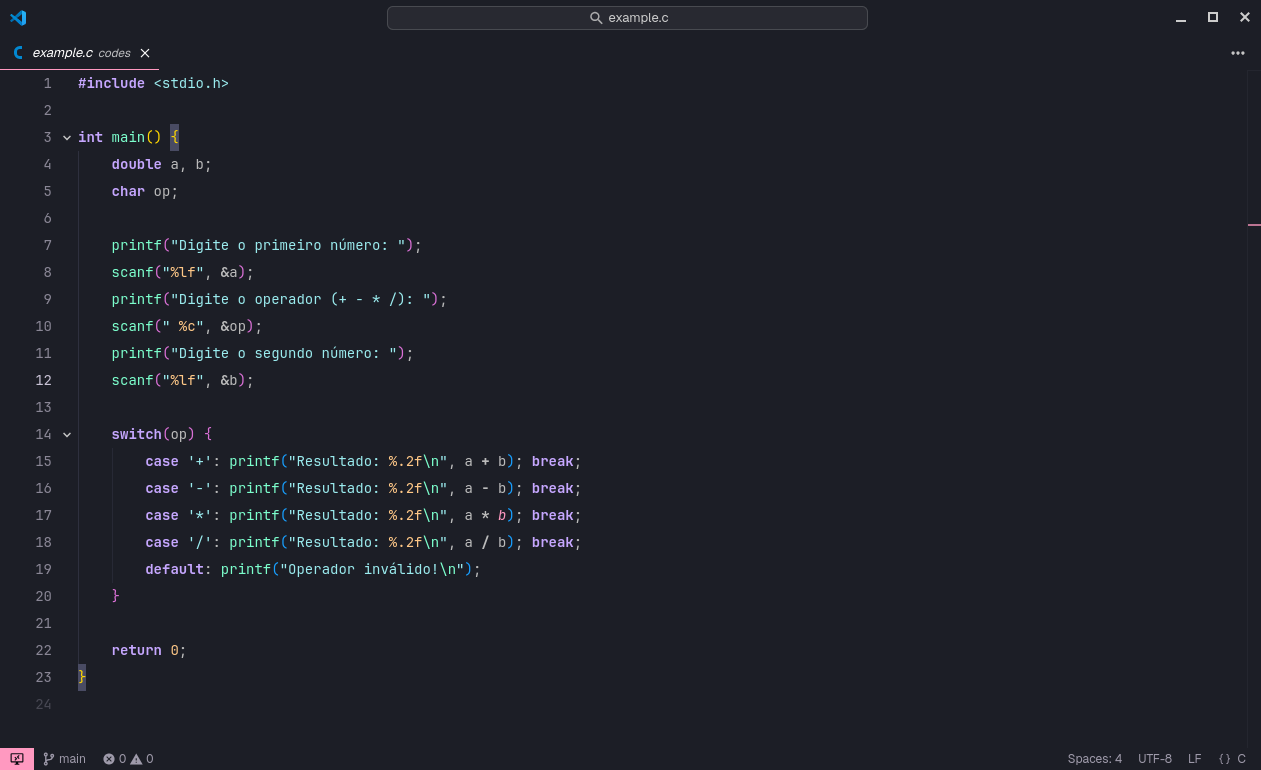 example.c
example.c codes
1 #include <stdio.h>
2
3 int main() {
4     double a, b;
5     char op;
6
7     printf("Digite o primeiro número: ");
8     scanf("%lf", &a);
9     printf("Digite o operador (+ - * /): ");
10     scanf(" %c", &op);
11     printf("Digite o segundo número: ");
12     scanf("%lf", &b);
13
14     switch(op) {
15         case '+': printf("Resultado: %.2f\n", a + b); break;
16         case '-': printf("Resultado: %.2f\n", a - b); break;
17         case '*': printf("Resultado: %.2f\n", a * b); break;
18         case '/': printf("Resultado: %.2f\n", a / b); break;
19         default: printf("Operador inválido!\n");
20     }
21
22     return 0;
23 }
24
main 0 0 Spaces: 4 UTF-8 LF {} C